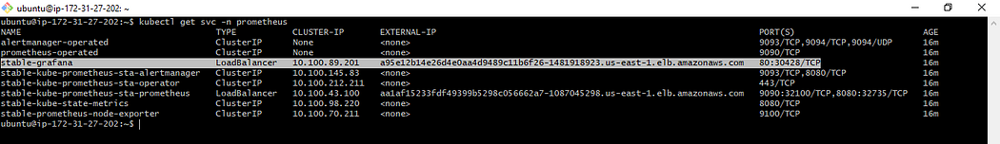 ubuntu@ip-172-31-27-202: ~
ubuntu@ip-172-31-27-202:~$ kubectl get svc -n prometheus
NAME TYPE CLUSTER-IP EXTERNAL-IP PORT(S) AGE
alertmanager-operated ClusterIP None <none> 9093/TCP,9094/TCP,9094/UDP 16m
prometheus-operated ClusterIP None <none> 9090/TCP 16m
stable-grafana LoadBalancer 10.100.89.201 a95e12b14e26d4e0aa4d9489c11b6f26-1481918923.us-east-1.elb.amazonaws.com 80:30428/TCP 16m
stable-kube-prometheus-sta-alertmanager ClusterIP 10.100.145.83 <none> 9093/TCP,8080/TCP 16m
stable-kube-prometheus-sta-operator ClusterIP 10.100.212.211 <none> 443/TCP 16m
stable-kube-prometheus-sta-prometheus LoadBalancer 10.100.43.100 aa1af15233fdf49399b5298c056662a7-1087045298.us-east-1.elb.amazonaws.com 9090:32100/TCP,8080:32735/TCP 16m
stable-kube-state-metrics ClusterIP 10.100.98.220 <none> 8080/TCP 16m
stable-prometheus-node-exporter ClusterIP 10.100.70.211 <none> 9100/TCP 16m
ubuntu@ip-172-31-27-202:~$